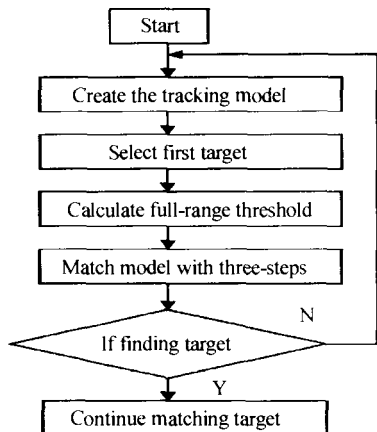 Start
Create the tracking model
Select first target
Calculate full-range threshold
Match model with three-steps
N
If finding target
Y
Continue matching target